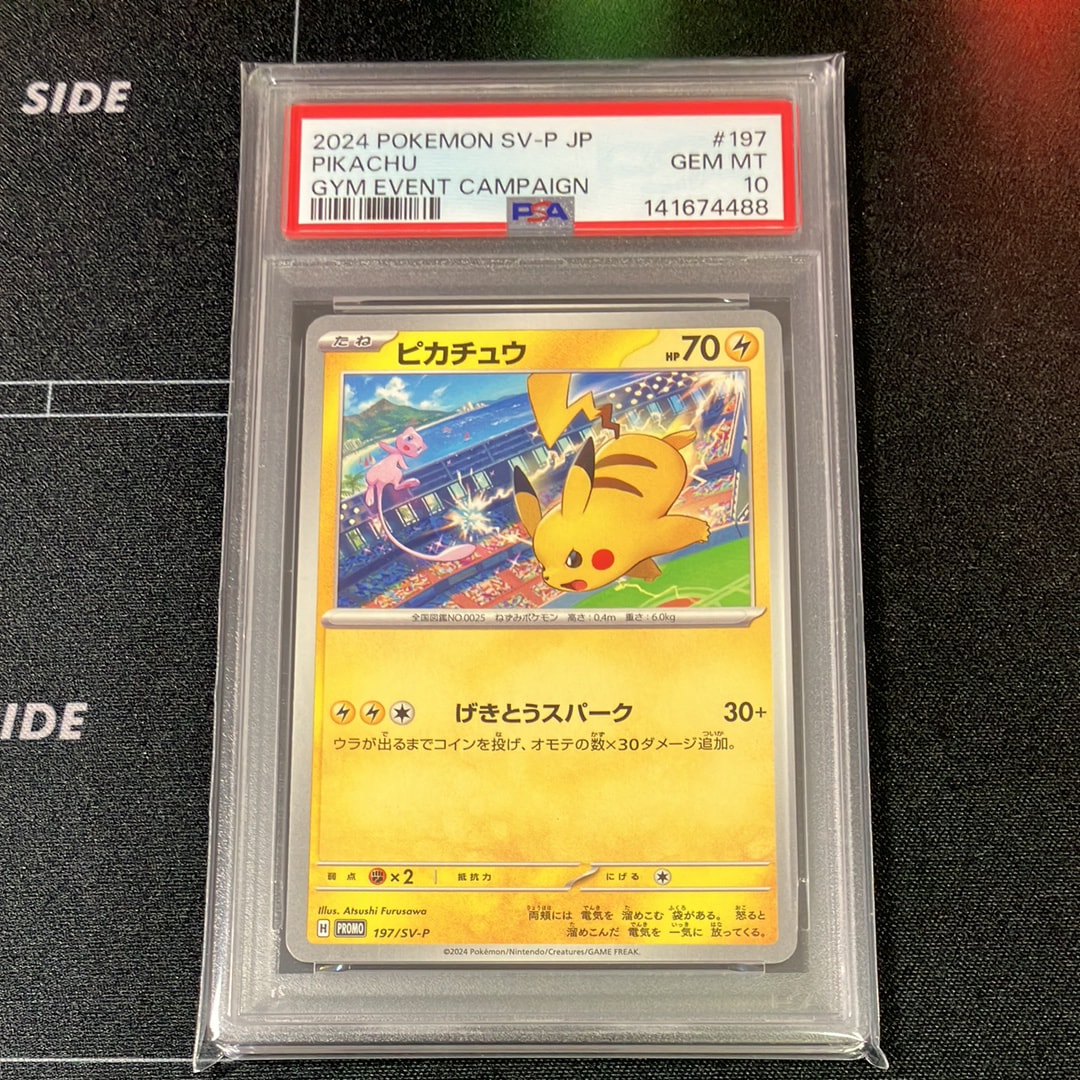 SIDE
2024 POKEMON SV-P JP #197
PIKACHU GEM MT
GYM EVENT CAMPAIGN 10
PSA 141674488
たね ピカチュウ HP 70
全国図鑑NO.0025 ねずみポケモン 高さ:0.4m 重さ:6.0kg
IDE
げきとうスパーク 30+
ウラが出るまでコインを投げ、オモテの数×30ダメージ追加。
弱点 ×2 抵抗力 にげる
Illus. Atsushi Furusawa
両頬には 電気を 溜めこむ 袋がある。 怒ると
溜めこんだ 電気を 一気に 放ってくる。
H PROMO 197/SV-P
©2024 Pokémon/Nintendo/Creatures/GAME FREAK.